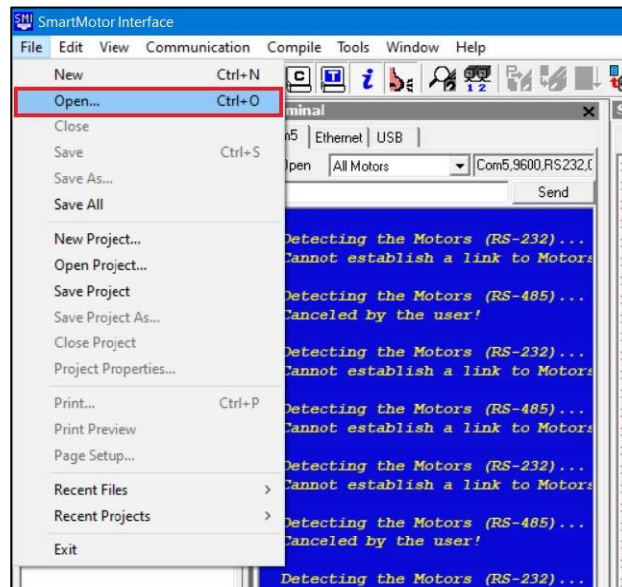 SMI SmartMotor Interface
File Edit View Communication Compile Tools Window Help
New Ctrl+N
Open... Ctrl+O
Close
Save Ctrl+S
Save As...
Save All
New Project...
Open Project...
Save Project
Save Project As...
Close Project
Project Properties...
Print... Ctrl+P
Print Preview
Page Setup...
Recent Files
Recent Projects
Exit
C T i 1 2
minal
Ethernet USB
Open All Motors Com5,9600,RS232,
Send
Detecting the Motors (RS-232)...
Cannot establish a link to Motors
Detecting the Motors (RS-485)...
Canceled by the user!
Detecting the Motors (RS-232)...
Cannot establish a link to Motors
Detecting the Motors (RS-485)...
Cannot establish a link to Motors
Detecting the Motors (RS-232)...
Cannot establish a link to Motors
Detecting the Motors (RS-485)...
Canceled by the user!
Detecting the Motors (RS-232)...